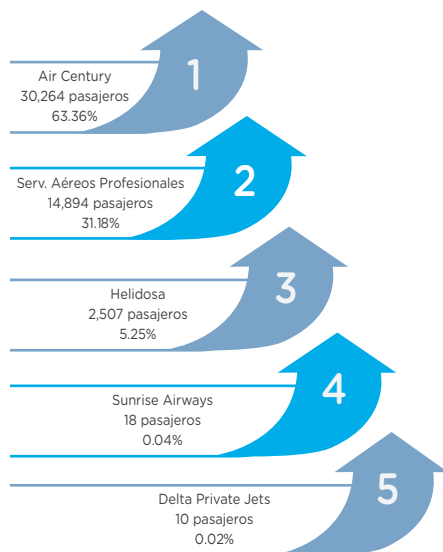 1
Air Century
30,264 pasajeros
63.36%
2
Serv. Aéreos Profesionales
14,894 pasajeros
31.18%
3
Helidosa
2,507 pasajeros
5.25%
4
Sunrise Airways
18 pasajeros
0.04%
5
Delta Private Jets
10 pasajeros
0.02%